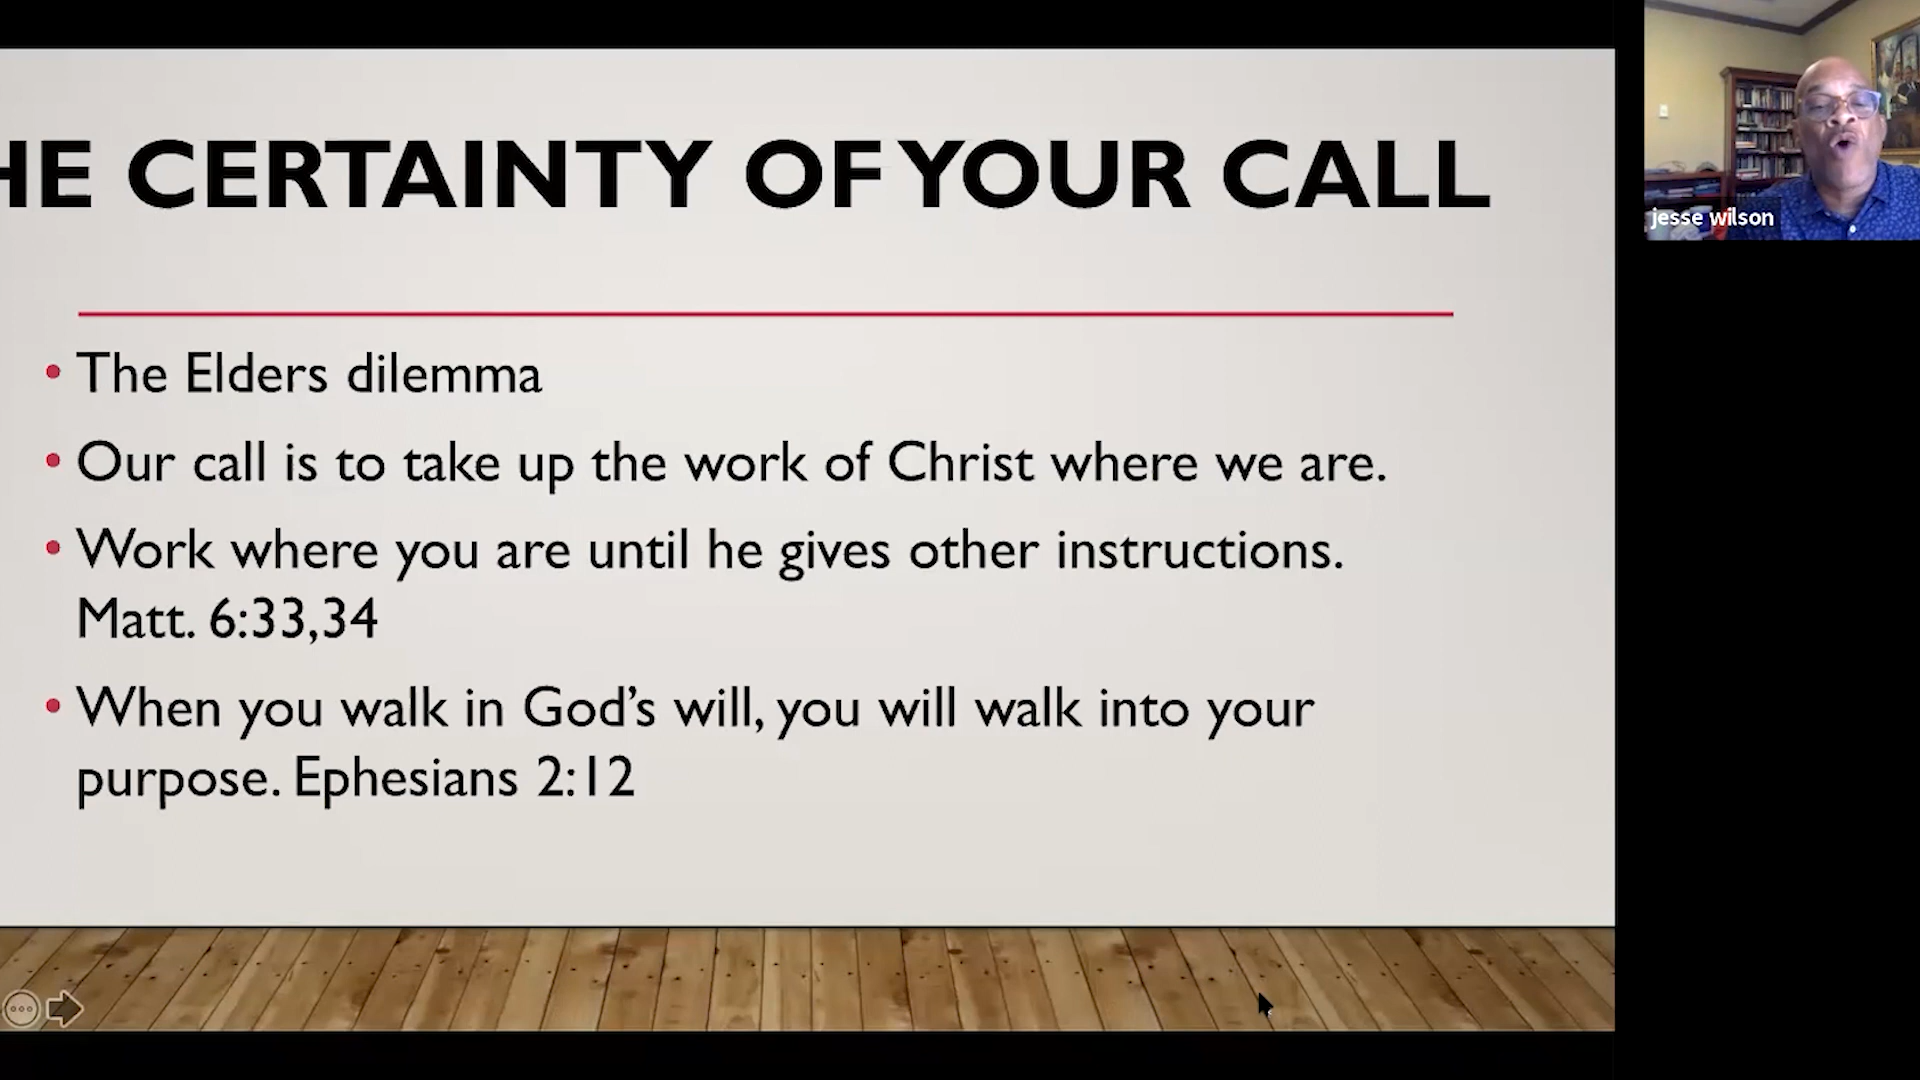 HE CERTAINTY OF YOUR CALL
• The Elders dilemma
• Our call is to take up the work of Christ where we are.
• Work where you are until he gives other instructions.
Matt. 6:33,34
• When you walk in God's will, you will walk into your
purpose. Ephesians 2:12
jesse wilson